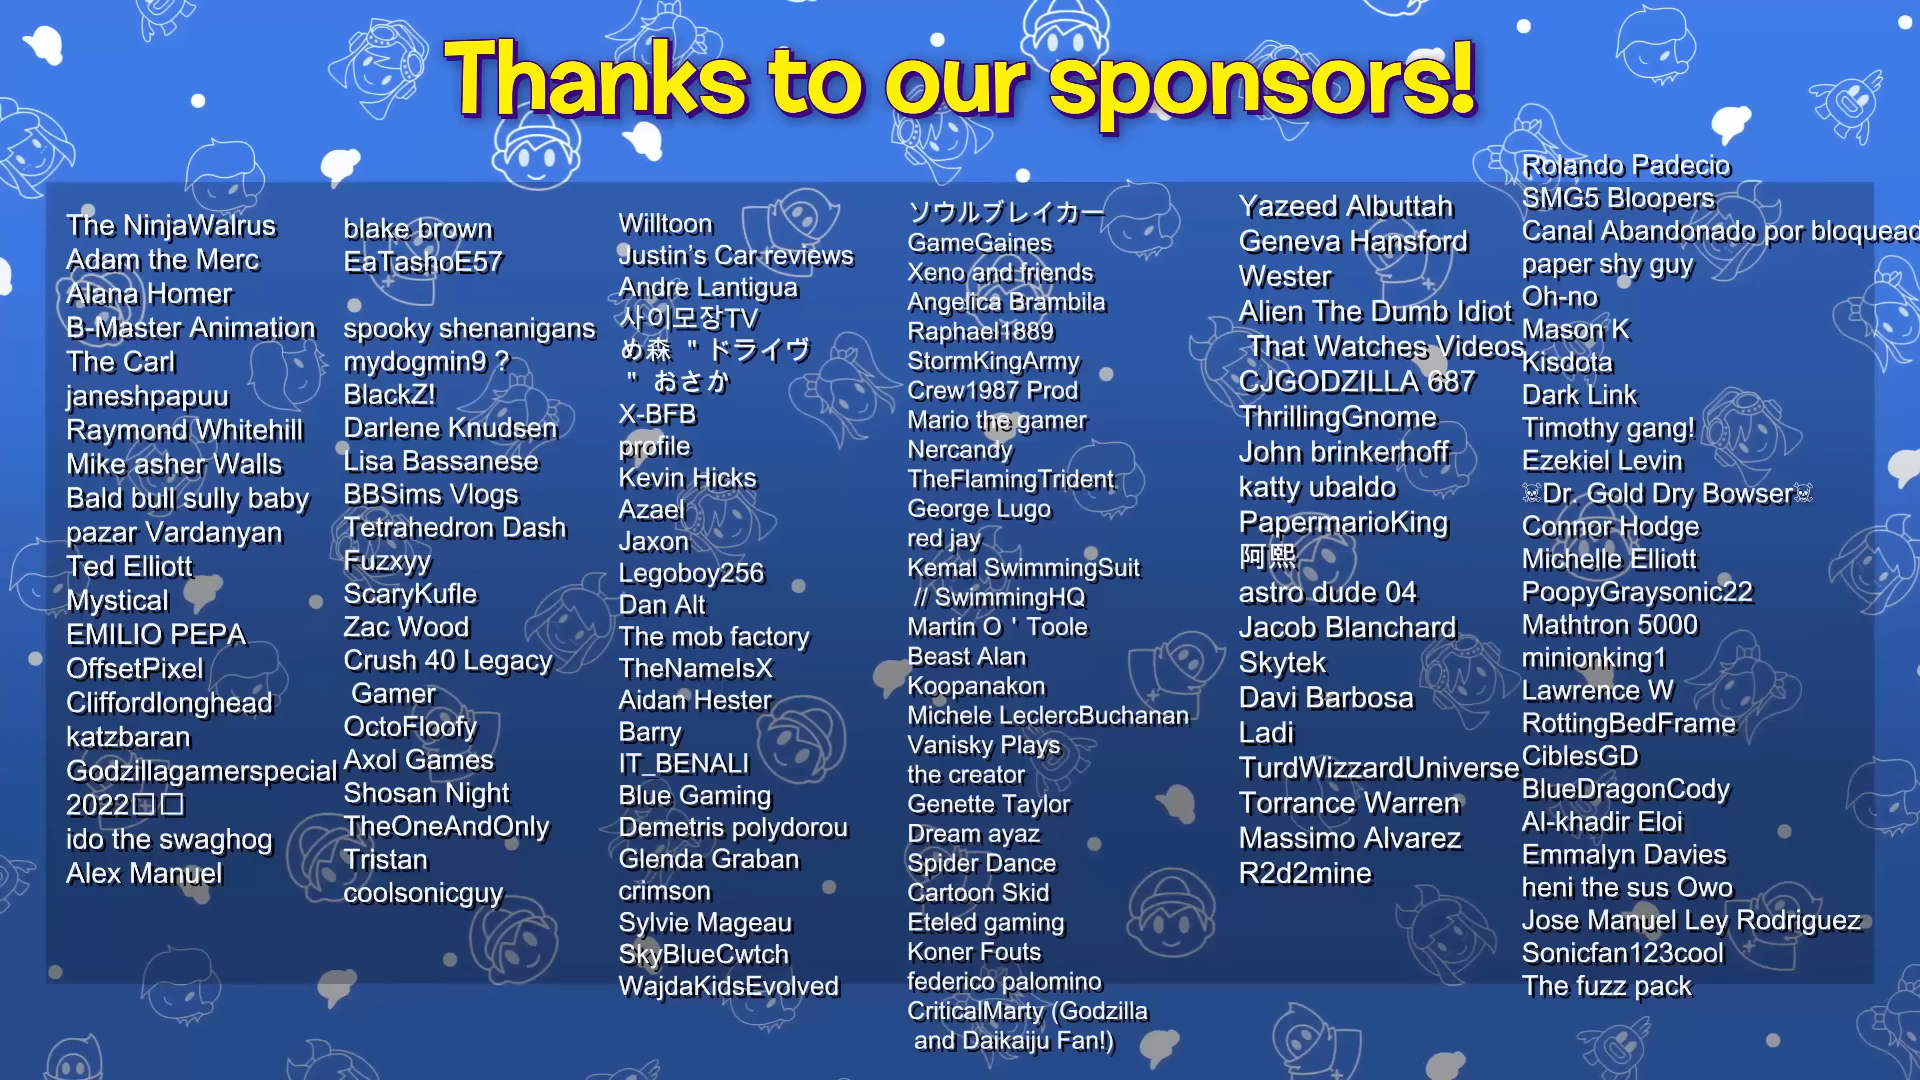 Thanks to our sponsors!
The NinjaWalrus
Adam the Merc
Alana Homer
B-Master Animation
The Carl
janeshpapuu
Raymond Whitehill
Mike asher Walls
Bald bull sully baby
pazar Vardanyan
Ted Elliott
Mystical
EMILIO PEPA
OffsetPixel
Cliffordlonghead
katzbaran
Godzillagamerspecial
2022□□
ido the swaghog
Alex Manuel
blake brown
EaTashoE57
spooky shenanigans
mydogmin9 ?
BlackZ!
Darlene Knudsen
Lisa Bassanese
BBSims Vlogs
Tetrahedron Dash
Fuzxyy
ScaryKufle
Zac Wood
Crush 40 Legacy
Gamer
OctoFloofy
Axol Games
Shosan Night
TheOneAndOnly
Tristan
coolsonicguy
Willtoon
Justin's Car reviews
Andre Lantigua
사이모장TV
め森 " ドライヴ
" おさか
X-BFB
profile
Kevin Hicks
Azael
Jaxon
Legoboy256
Dan Alt
The mob factory
TheNameIsX
Aidan Hester
Barry
IT_BENALI
Blue Gaming
Demetris polydorou
Glenda Graban
crimson
Sylvie Mageau
SkyBlueCwtch
WajdaKidsEvolved
ソウルブレイカー
GameGaines
Xeno and friends
Angelica Brambila
Raphael1889
StormKingArmy
Crew1987 Prod
Mario the gamer
Nercandy
TheFlamingTrident
George Lugo
red jay
Kemal SwimmingSuit
// SwimmingHQ
Martin O ' Toole
Beast Alan
Koopanakon
Michele LeclercBuchanan
Vanisky Plays
the creator
Genette Taylor
Dream ayaz
Spider Dance
Cartoon Skid
Eteled gaming
Koner Fouts
federico palomino
CriticalMarty (Godzilla
and Daikaiju Fan!)
Yazeed Albuttah
Geneva Hansford
Wester
Alien The Dumb Idiot
That Watches Videos
CJGODZILLA 687
ThrillingGnome
John brinkerhoff
katty ubaldo
PapermarioKing
阿熙
astro dude 04
Jacob Blanchard
Skytek
Davi Barbosa
Ladi
TurdWizzardUniverse
Torrance Warren
Massimo Alvarez
R2d2mine
Rolando Padecio
SMG5 Bloopers
Canal Abandonado por bloquead
paper shy guy
Oh-no
Mason K
Kisdota
Dark Link
Timothy gang!
Ezekiel Levin
☠Dr. Gold Dry Bowser☠
Connor Hodge
Michelle Elliott
PoopyGraysonic22
Mathtron 5000
minionking1
Lawrence W
RottingBedFrame
CiblesGD
BlueDragonCody
Al-khadir Eloi
Emmalyn Davies
heni the sus Owo
Jose Manuel Ley Rodriguez
Sonicfan123cool
The fuzz pack